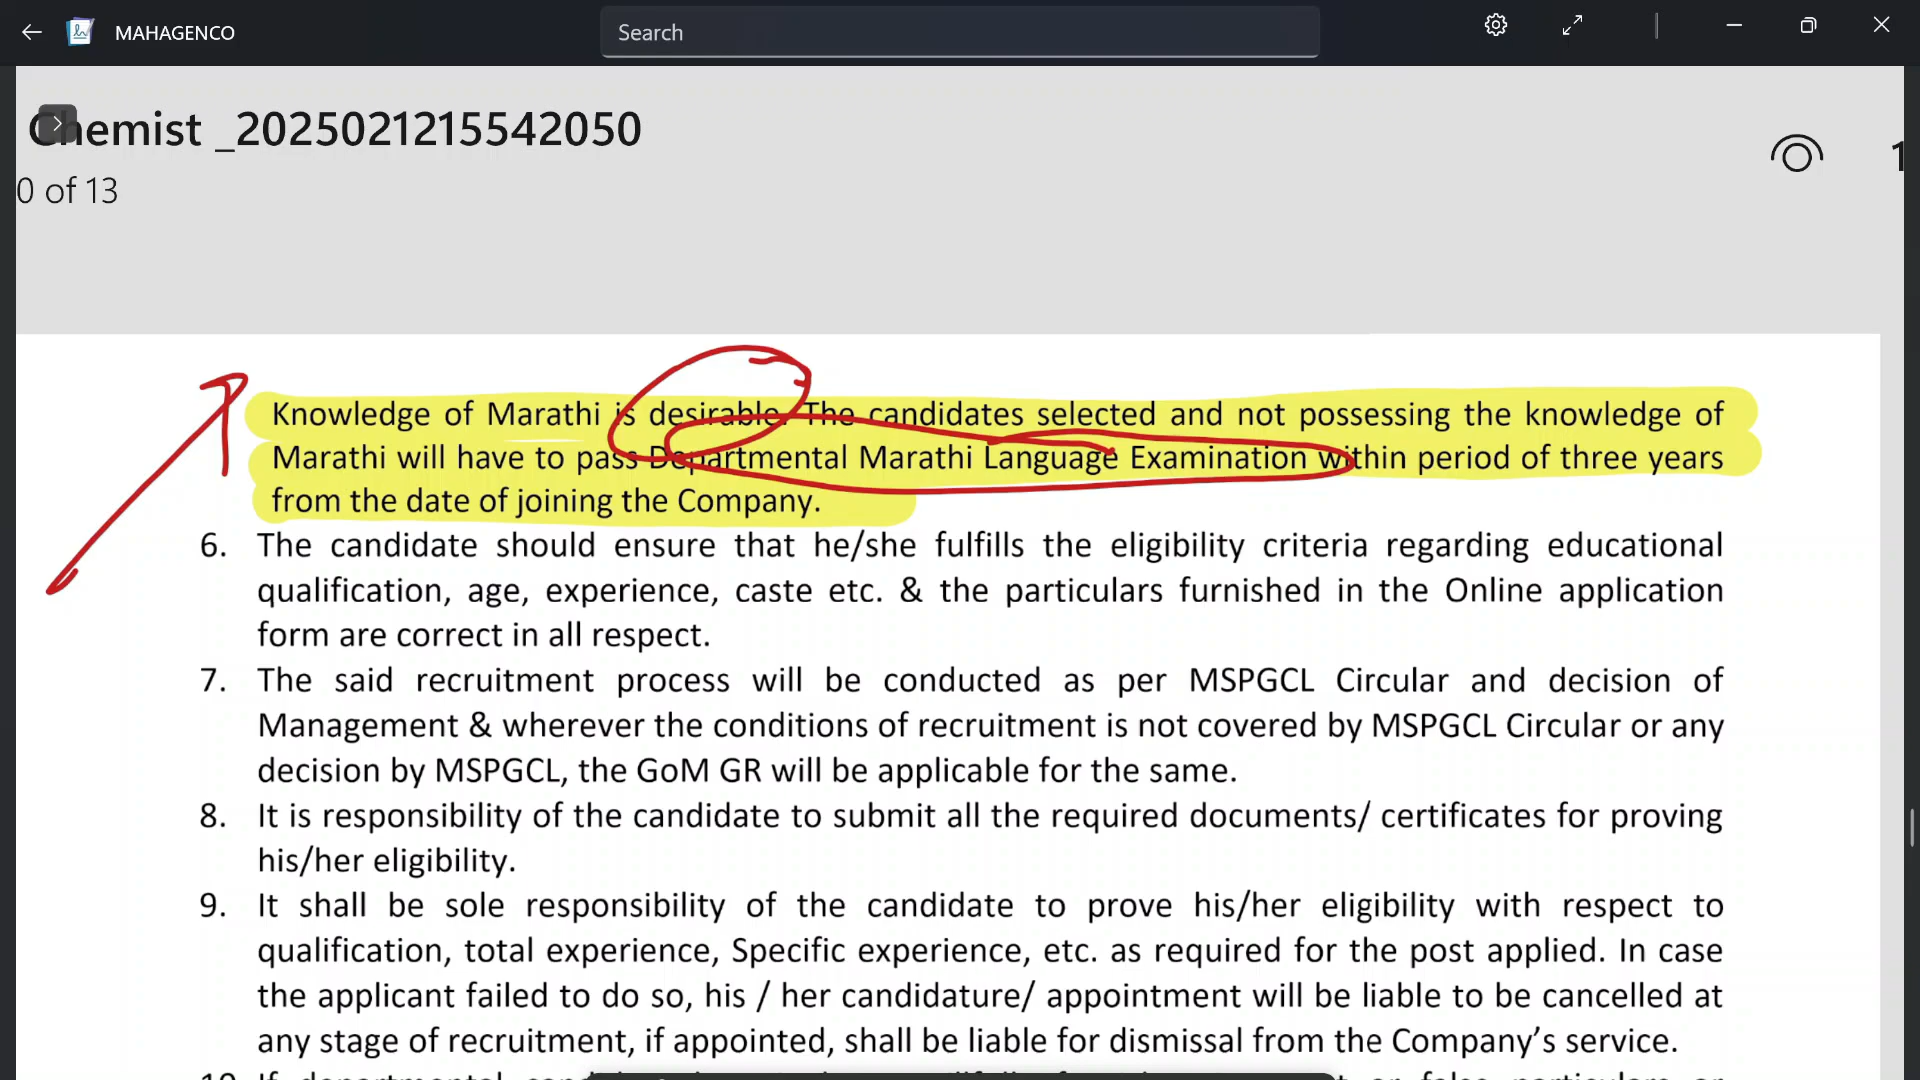 MAHAGENCO
Search
Chemist _2025021215542050
0 of 13
1
Knowledge of Marathi is desirable. The candidates selected and not possessing the knowledge of
Marathi will have to pass Departmental Marathi Language Examination within period of three years
from the date of joining the Company.
6. The candidate should ensure that he/she fulfills the eligibility criteria regarding educational
qualification, age, experience, caste etc. & the particulars furnished in the Online application
form are correct in all respect.
7. The said recruitment process will be conducted as per MSPGCL Circular and decision of
Management & wherever the conditions of recruitment is not covered by MSPGCL Circular or any
decision by MSPGCL, the GoM GR will be applicable for the same.
8. It is responsibility of the candidate to submit all the required documents/ certificates for proving
his/her eligibility.
9. It shall be sole responsibility of the candidate to prove his/her eligibility with respect to
qualification, total experience, Specific experience, etc. as required for the post applied. In case
the applicant failed to do so, his / her candidature/ appointment will be liable to be cancelled at
any stage of recruitment, if appointed, shall be liable for dismissal from the Company's service.